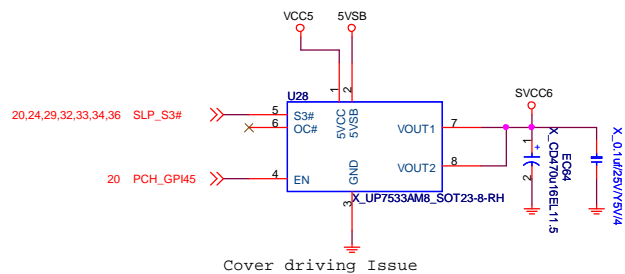 VCC5
5VSB
U28
1
2
5VCC
5VSB
SVCC6
20,24,29,32,33,34,36 SLP_S3#
5
S3#
6
OC#
VOUT1
7
VOUT2
8
20 PCH_GPI45
4
EN
GND
3
X_UP7533AM8_SOT23-8-RH
1
+
2
EC64
X_CD470u16EL11.5
X_0.1uf/25V/Y5V/4
Cover driving Issue